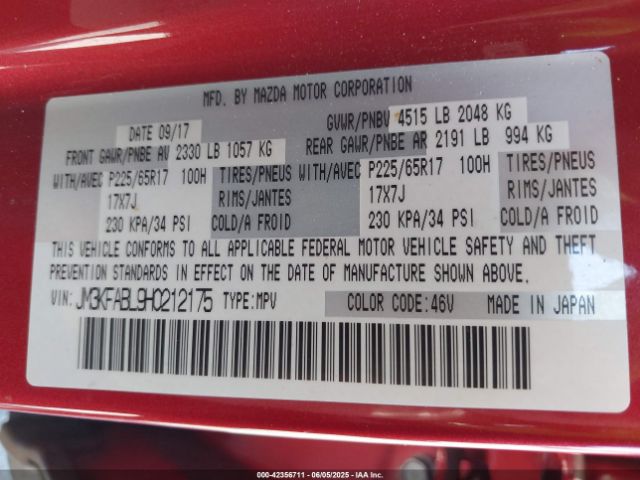 MFD. BY MAZDA MOTOR CORPORATION
DATE 09/17 GVWR/PNBV 4515 LB 2048 KG
FRONT GAWR/PNBE AV 2330 LB 1057 KG REAR GAWR/PNBE AR 2191 LB 994 KG
WITH/AVEC P225/65R17 100H TIRES/PNEUS WITH/AVEC P225/65R17 100H TIRES/PNEUS
17X7J RIMS/JANTES 17X7J RIMS/JANTES
230 KPA/34 PSI COLD/A FROID 230 KPA/34 PSI COLD/A FROID
THIS VEHICLE CONFORMS TO ALL APPLICABLE FEDERAL MOTOR VEHICLE SAFETY AND THEFT
PREVENTION STANDARDS IN EFFECT ON THE DATE OF MANUFACTURE SHOWN ABOVE.
VIN: JM3KFABL9H0212175 TYPE:MPV COLOR CODE:46V MADE IN JAPAN
000-42356711 - 06/05/2025 - IAA Inc.